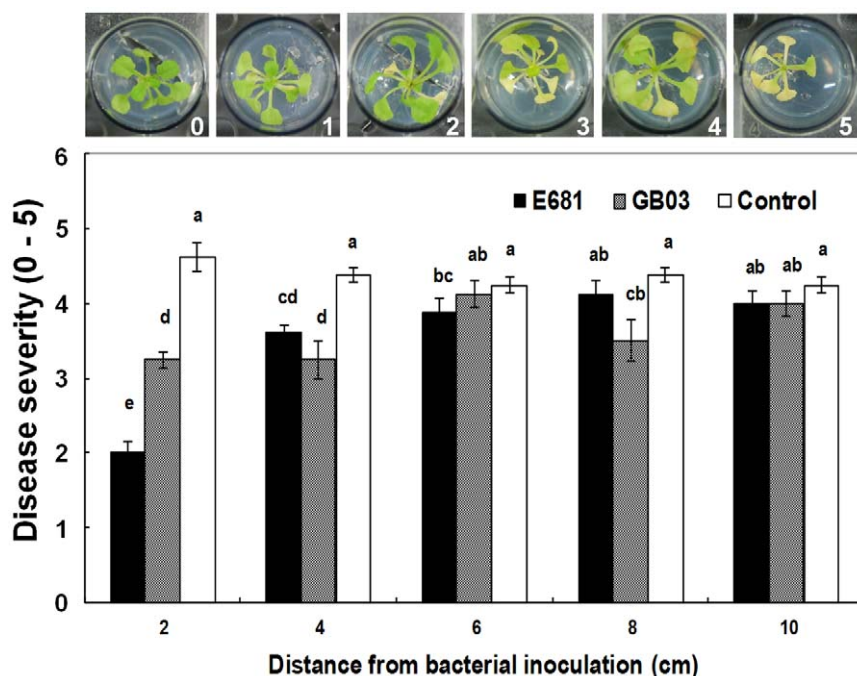 0 1 2 3 4 5
6
E681 GB03 Control
5
4
3
2
1
0
Disease severity (0 - 5)
e d a
cd d a
bc ab a
ab cb a
ab ab a
2 4 6 8 10
Distance from bacterial inoculation (cm)